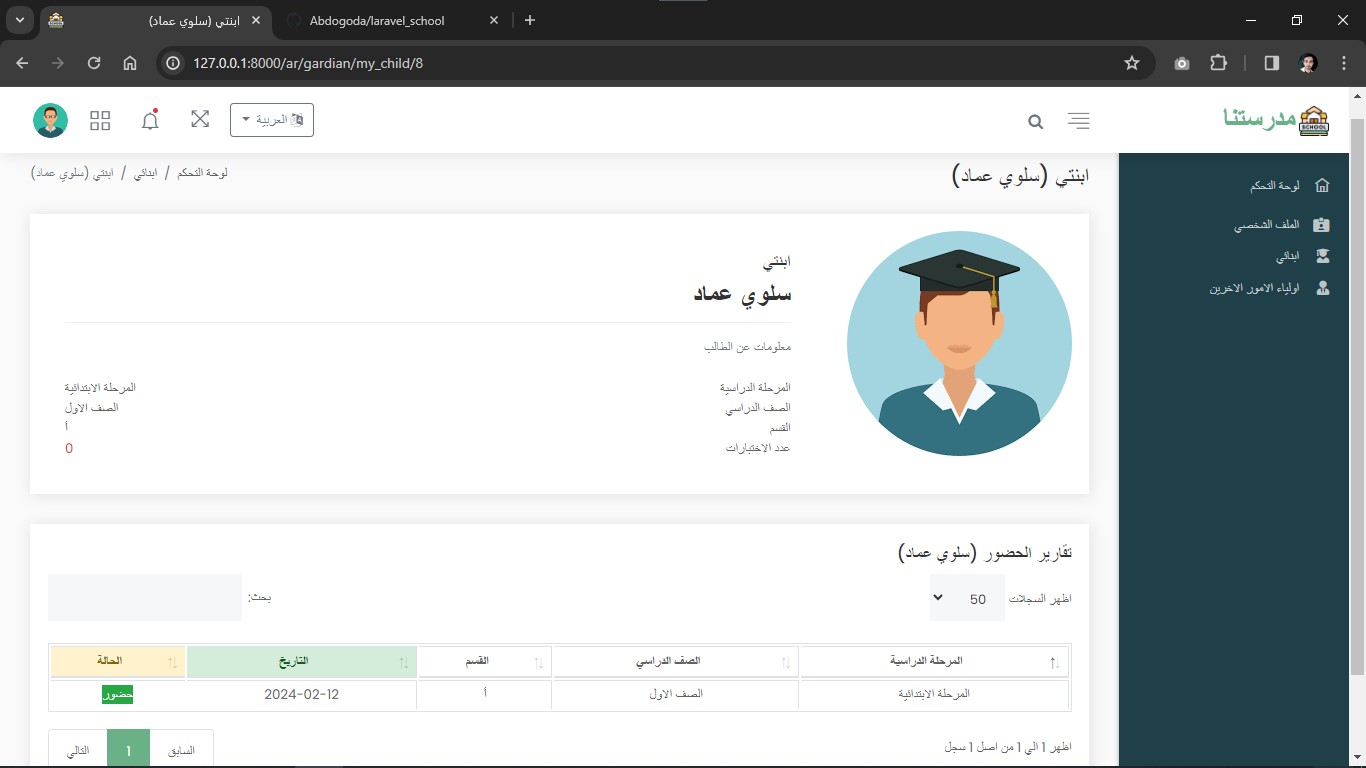 ابنتي (سلوي عماد)
Abdogoda/laravel_school
127.0.0.1:8000/ar/gardian/my_child/8
مدرستنا
SCHOOL
العربية
لوحة التحكم
الملف الشخصي
ابنائي
اولياء الامور الاخرين
ابنتي (سلوي عماد)
لوحة التحكم / ابنائي / ابنتي (سلوي عماد)
ابنتي
سلوي عماد
معلومات عن الطالب
المرحلة الدراسية المرحلة الابتدائية
الصف الدراسي الصف الاول
القسم أ
عدد الاختبارات 0
تقارير الحضور (سلوي عماد)
اظهر السجلات 50
بحث:
المرحلة الدراسية الصف الدراسي القسم التاريخ الحالة
المرحلة الابتدائية الصف الاول أ 2024-02-12 حضور
اظهر 1 الي 1 من اصل 1 سجل
السابق 1 التالي